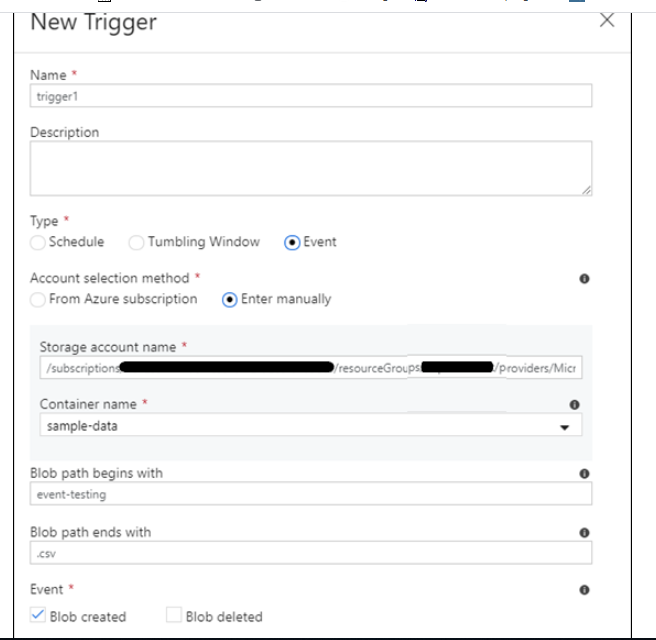 New Trigger
Name *
trigger1
Description
Type *
Schedule Tumbling Window Event
Account selection method *
From Azure subscription Enter manually
Storage account name *
/subscriptions /resourceGroups /providers/Micr
Container name *
sample-data
Blob path begins with
event-testing
Blob path ends with
.csv
Event *
Blob created Blob deleted